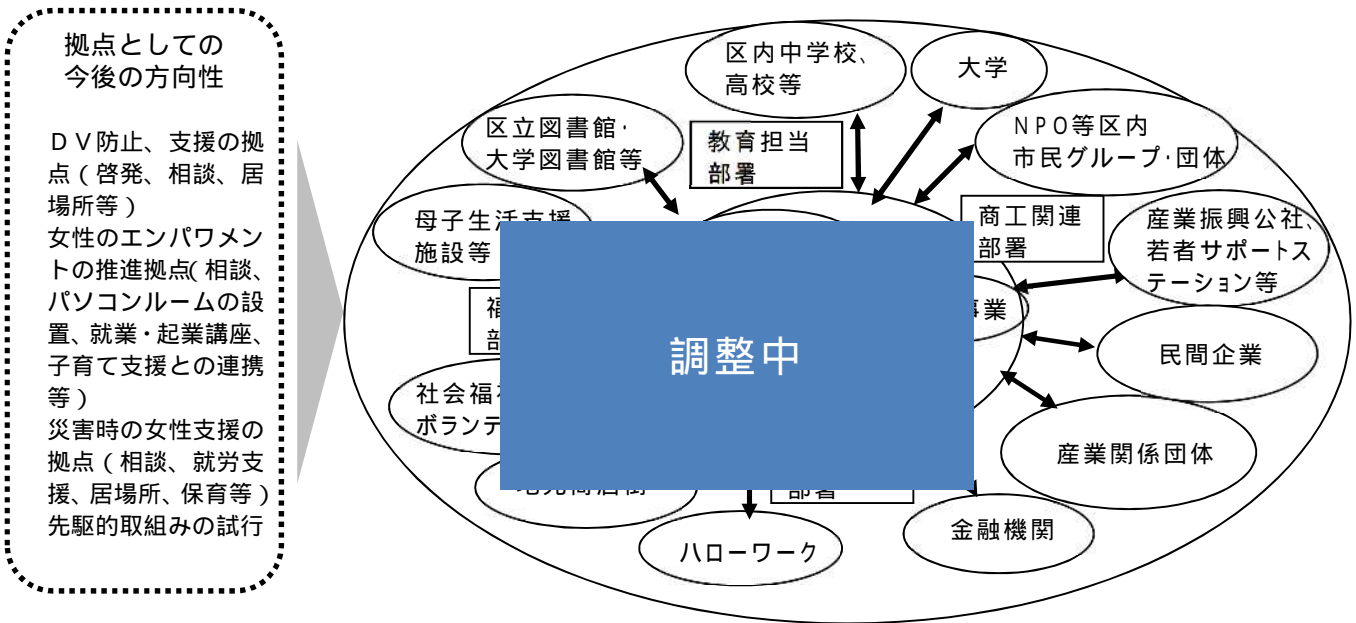 拠点としての
今後の方向性
ＤＶ防止、支援の拠
点（啓発、相談、居
場所等）
女性のエンパワメン
トの推進拠点（相談、
パソコンルームの設
置、就業・起業講座、
子育て支援との連携
等）
災害時の女性支援の
拠点（相談、就労支
援、居場所、保育等）
先駆的取組みの試行
区内中学校、
高校等
大学
区立図書館・
大学図書館等
教育担当
部署
NPO等区内
市民グループ・団体
母子生活支援
施設等
商工関連
部署
産業振興公社、
若者サポートス
テーション等
事業
調整中
民間企業
社会福
ボランテ
産業関係団体
部署
金融機関
ハローワーク